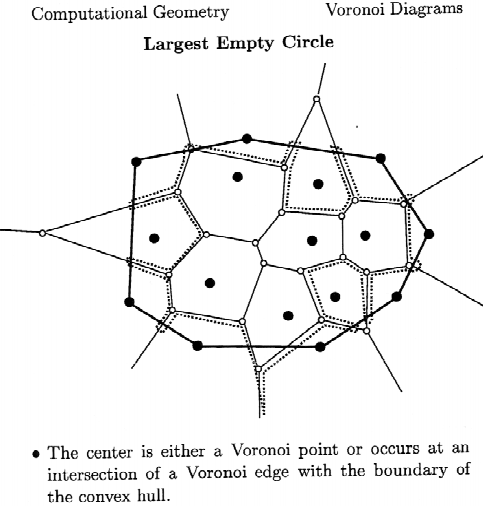 Computational Geometry
Voronoi Diagrams
Largest Empty Circle
• The center is either a Voronoi point or occurs at an
intersection of a Voronoi edge with the boundary of
the convex hull.